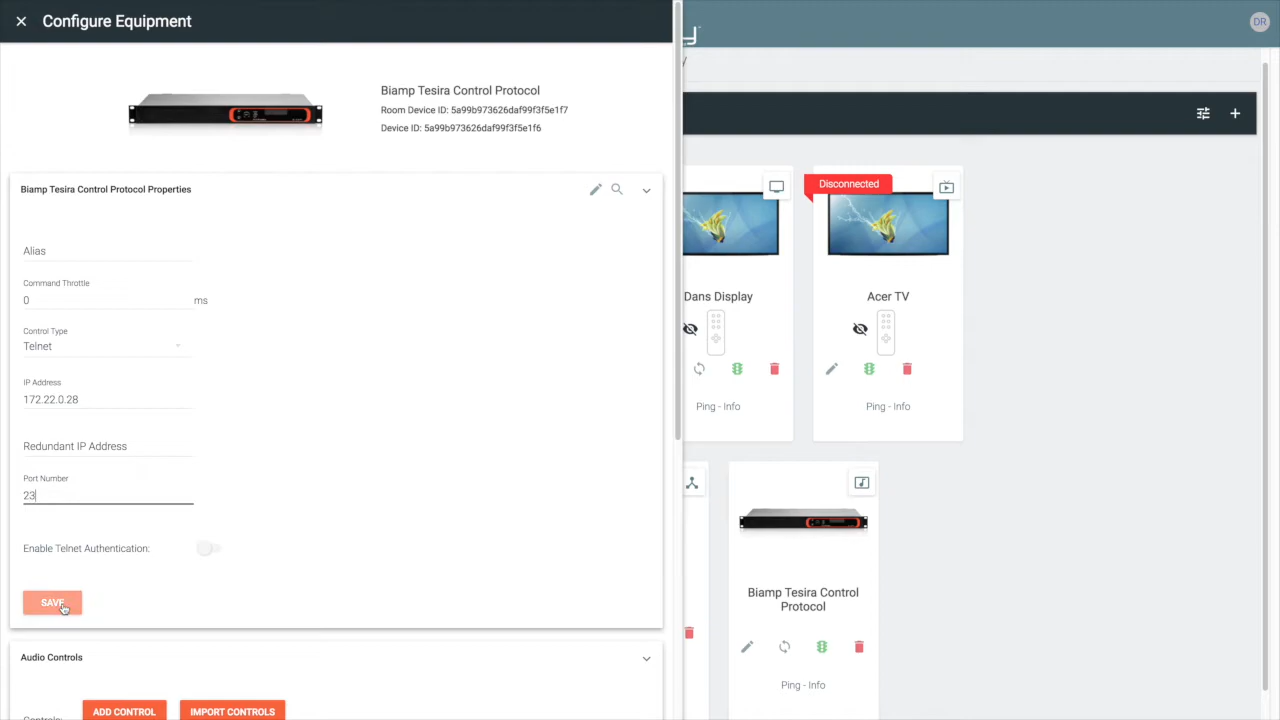 Configure Equipment
DR
Biamp Tesira Control Protocol
Room Device ID: 5a99b973626daf99f3f5e1f7
Device ID: 5a99b973626daf99f3f5e1f6
Biamp Tesira Control Protocol Properties
Alias
Command Throttle
0 ms
Control Type
Telnet
IP Address
172.22.0.28
Redundant IP Address
Port Number
23
Enable Telnet Authentication:
SAVE
Audio Controls
Controls:
ADD CONTROL
IMPORT CONTROLS
Dans Display
Ping - Info
Disconnected
Acer TV
Ping - Info
Biamp Tesira Control
Protocol
Ping - Info